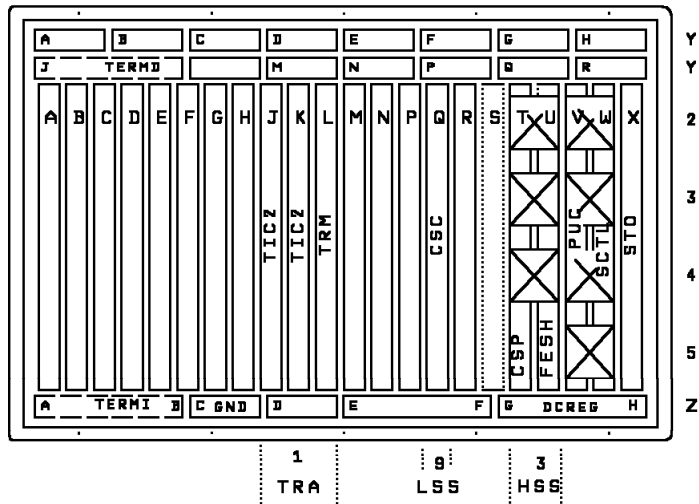 A B C D E F G H Y
J TERMD M N P Q R Y
A B C D E F G H J K L M N P Q R S T U V W X 2
3
4
5
TIC2 TIC2 TRM CSC PUC SCTL STO
CSP FESH
A TERMI B C GND D E F G DCREG H Z
1 9 3
TRA LSS HSS